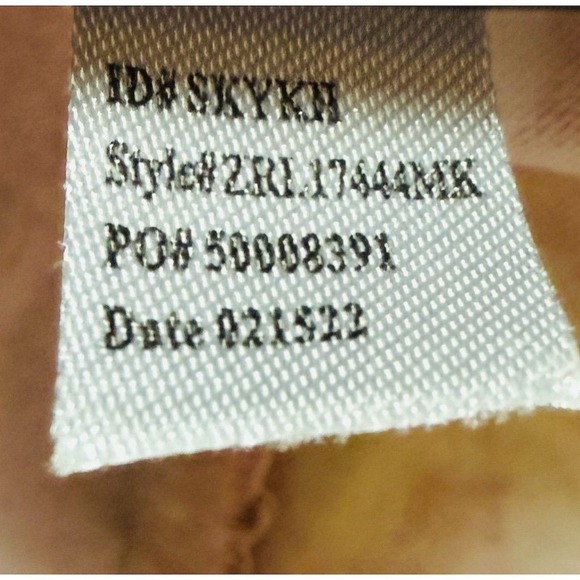 ID# SKYKH
Style# ZRL17444MK
PO# 50008391
Date 021522